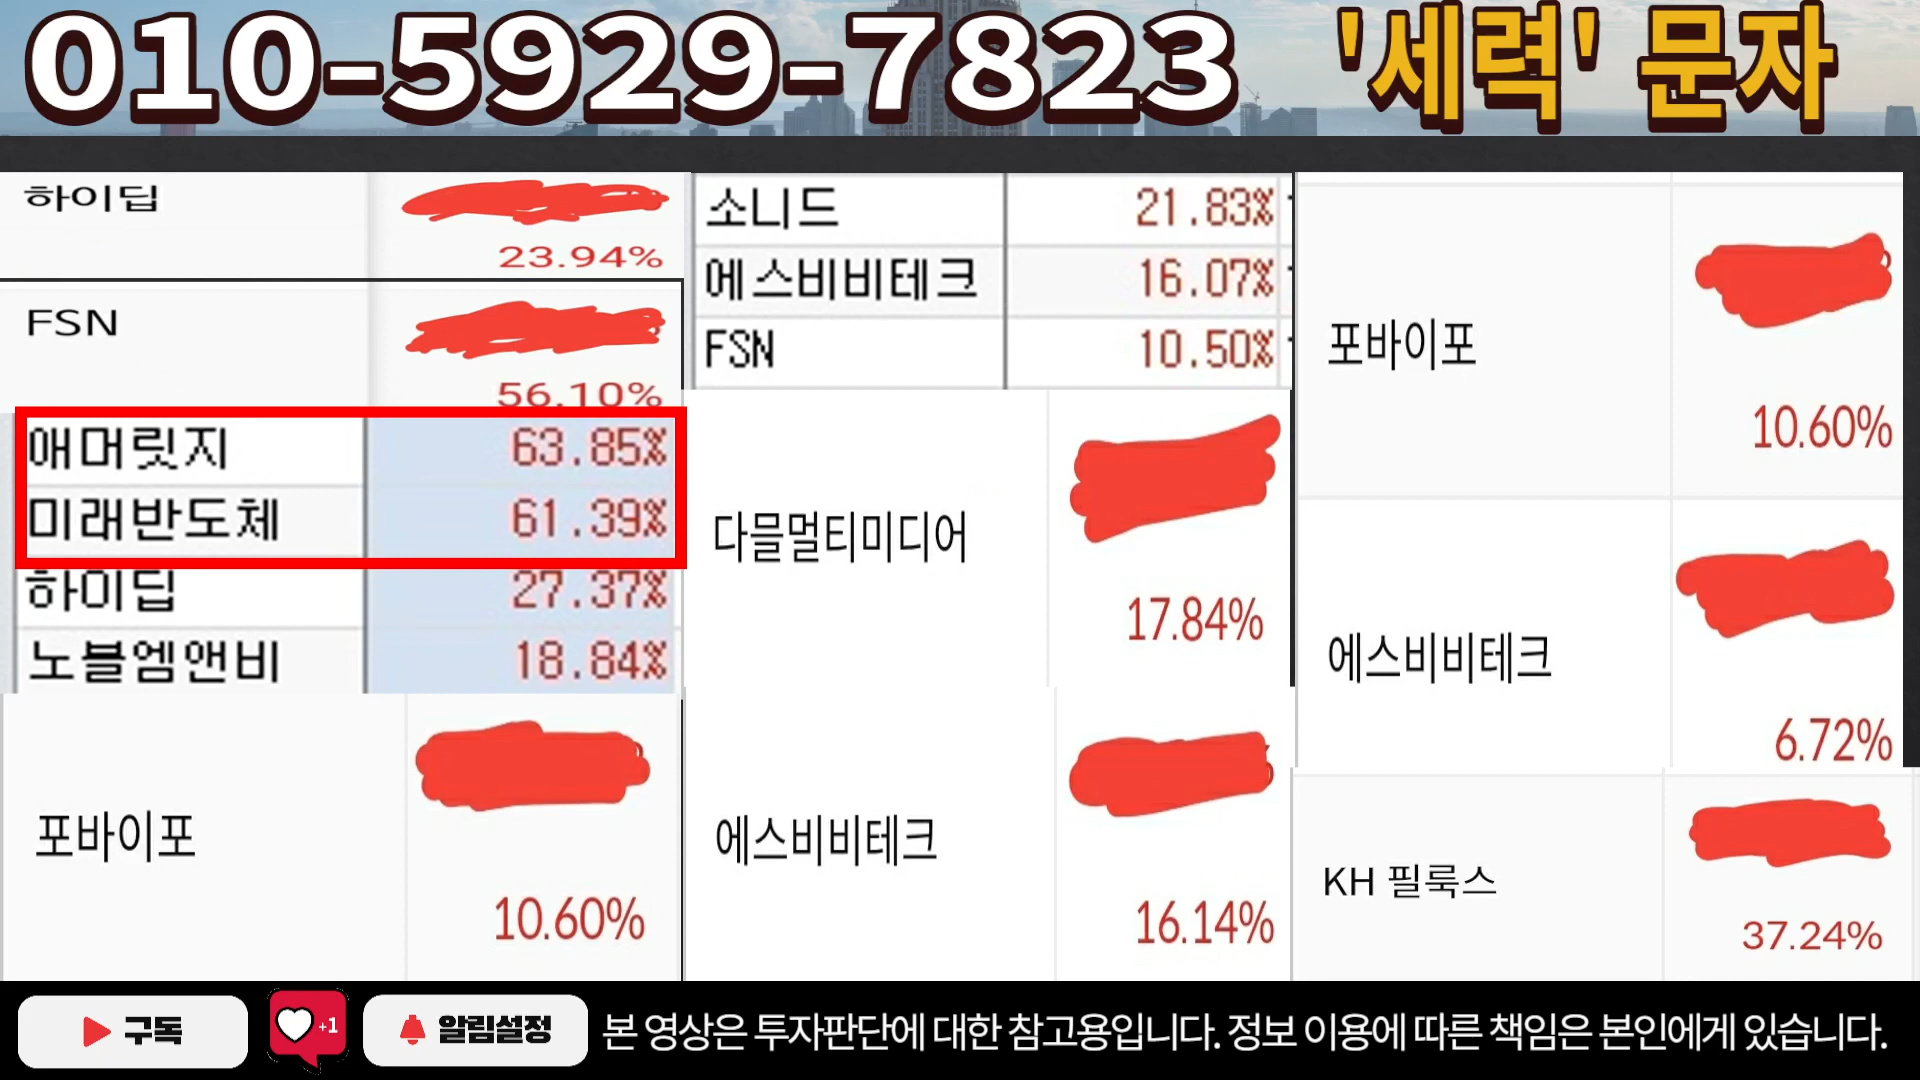 010-5929-7823 '세력' 문자
하이딥
23.94%
FSN
56.10%
애머릿지 63.85%
미래반도체 61.39%
하이딥 27.37%
노블엠앤비 18.84%
포바이포
10.60%
소니드 21.83%
에스비비테크 16.07%
FSN 10.50%
다믈멀티미디어
17.84%
에스비비테크
16.14%
포바이포
10.60%
에스비비테크
6.72%
KH 필룩스
37.24%
구독 +1 알림설정 본 영상은 투자판단에 대한 참고용입니다. 정보 이용에 따른 책임은 본인에게 있습니다.